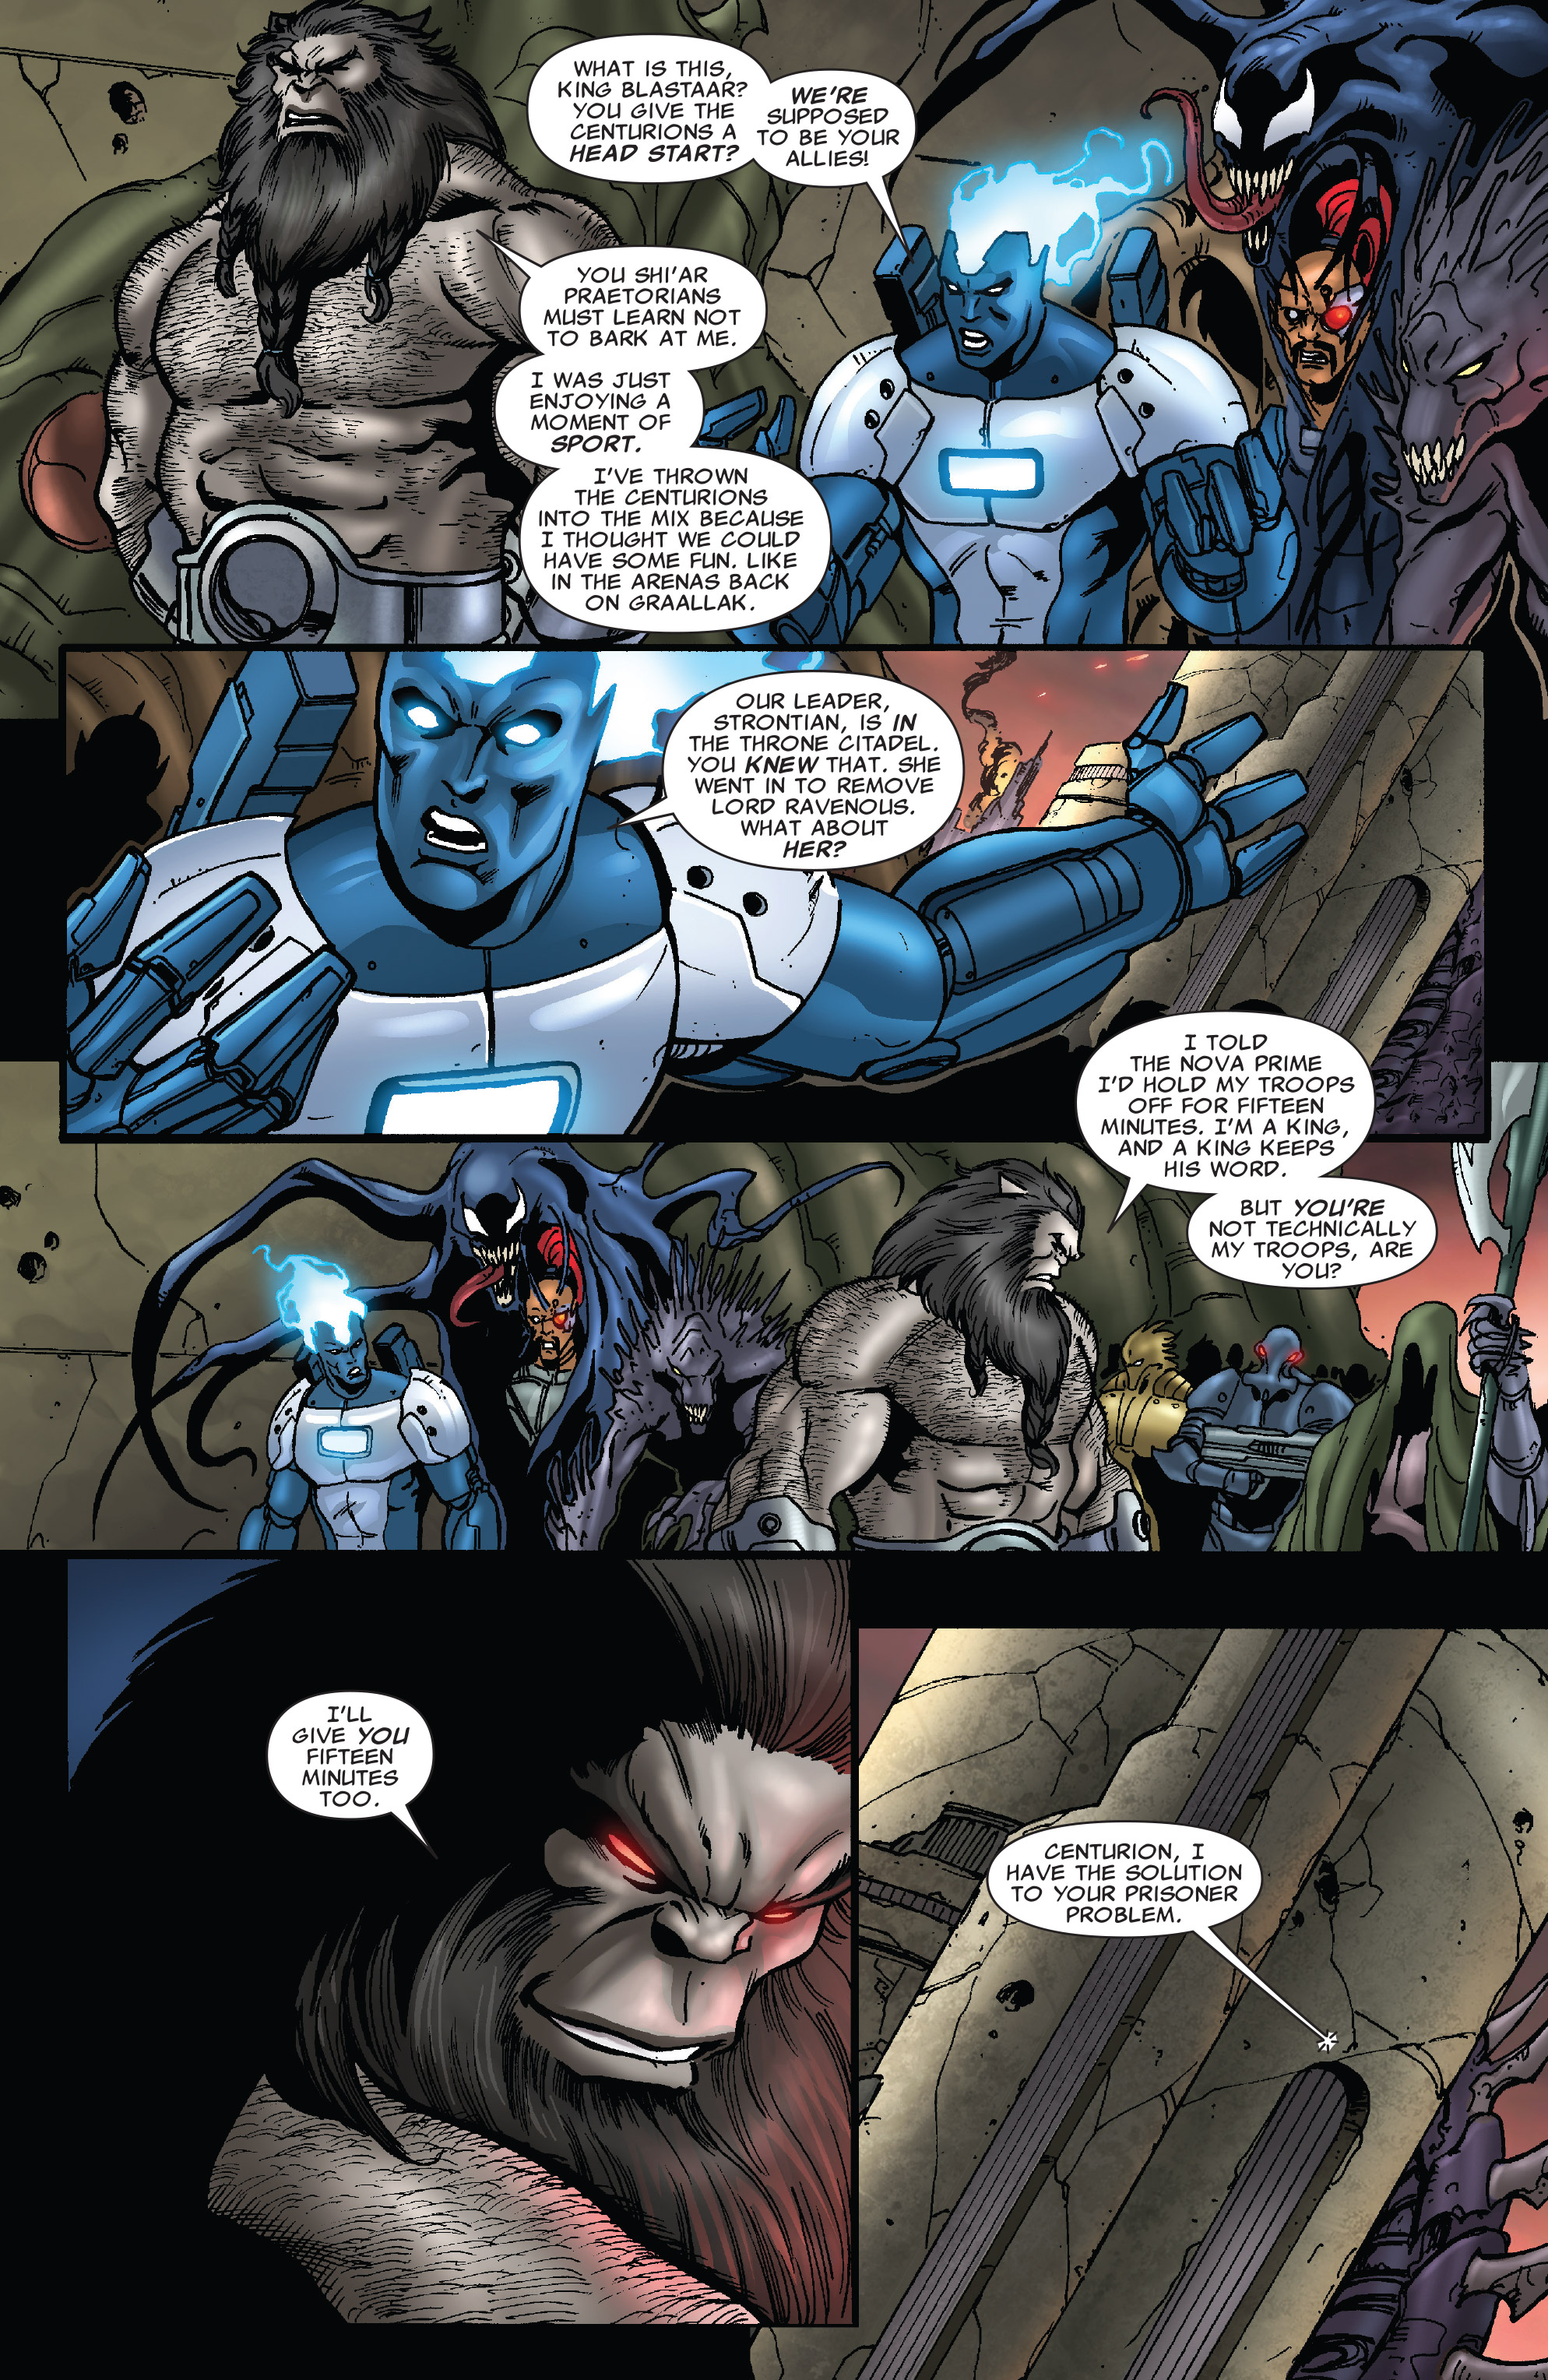 WHAT IS THIS,
KING BLASTAAR?
YOU GIVE THE
CENTURIONS A
HEAD START?
WE'RE
SUPPOSED
TO BE YOUR
ALLIES!
YOU SHI'AR
PRAETORIANS
MUST LEARN NOT
TO BARK AT ME.
I WAS JUST
ENJOYING A
MOMENT OF
SPORT.
I'VE THROWN
THE CENTURIONS
INTO THE MIX BECAUSE
I THOUGHT WE COULD
HAVE SOME FUN. LIKE
IN THE ARENAS BACK
ON GRAALLAK.
OUR LEADER,
STRONTIAN, IS IN
THE THRONE CITADEL.
YOU KNEW THAT. SHE
WENT IN TO REMOVE
LORD RAVENOUS.
WHAT ABOUT
HER?
I TOLD
THE NOVA PRIME
I'D HOLD MY TROOPS
OFF FOR FIFTEEN
MINUTES. I'M A KING,
AND A KING KEEPS
HIS WORD.
BUT YOU'RE
NOT TECHNICALLY
MY TROOPS, ARE
YOU?
I'LL
GIVE YOU
FIFTEEN
MINUTES
TOO.
CENTURION, I
HAVE THE SOLUTION
TO YOUR PRISONER
PROBLEM.